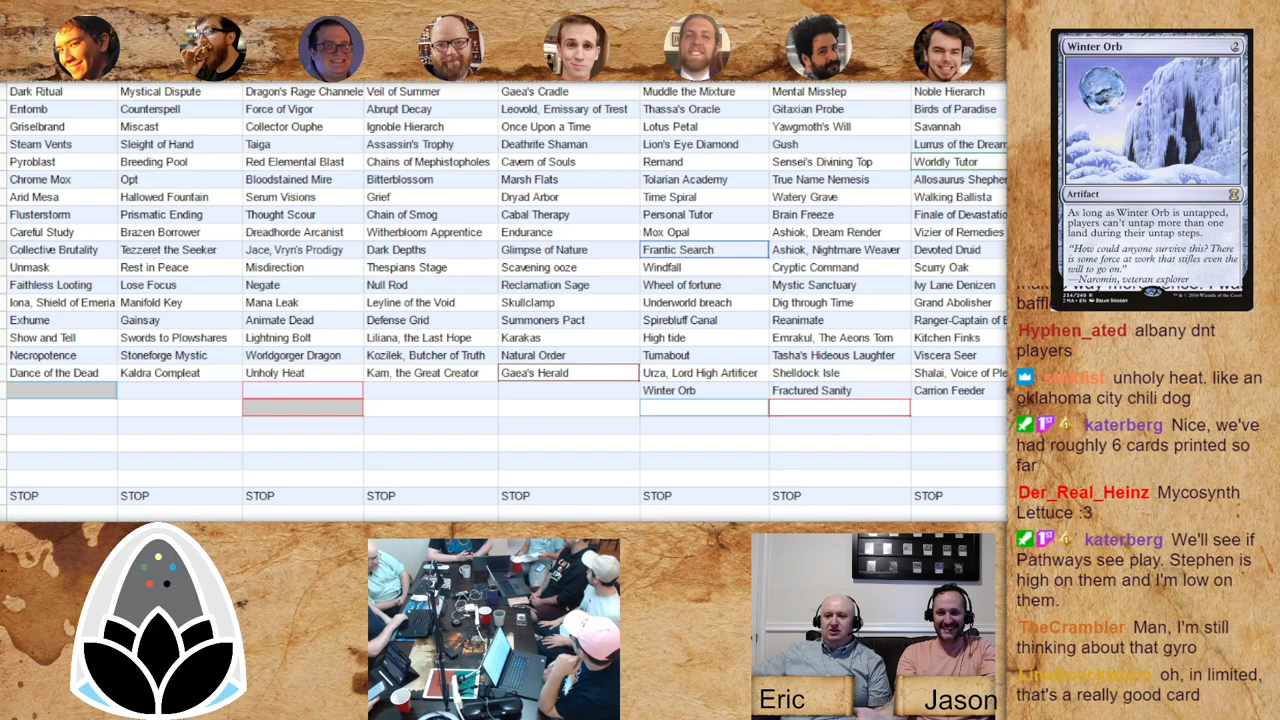 Dark Ritual Mystical Dispute Dragon's Rage Channele Veil of Summer Gaea's Cradle Muddle the Mixture Mental Misstep Noble Hierarch
Entomb Counterspell Force of Vigor Abrupt Decay Leovold, Emissary of Trest Thassa's Oracle Gitaxian Probe Birds of Paradise
Griselbrand Miscast Collector Ouphe Ignoble Hierarch Once Upon a Time Lotus Petal Yawgmoth's Will Savannah
Steam Vents Sleight of Hand Taiga Assassin's Trophy Deathrite Shaman Lion's Eye Diamond Gush Lurrus of the Dream
Pyroblast Breeding Pool Red Elemental Blast Chains of Mephistopheles Cavern of Souls Remand Sensei's Divining Top Worldly Tutor
Chrome Mox Opt Bloodstained Mire Bitterblossom Marsh Flats Tolarian Academy True Name Nemesis Allosaurus Shepher
Arid Mesa Hallowed Fountain Serum Visions Grief Dryad Arbor Time Spiral Watery Grave Walking Ballista
Flusterstorm Prismatic Ending Thought Scour Chain of Smog Cabal Therapy Personal Tutor Brain Freeze Finale of Devastatio
Careful Study Brazen Borrower Dreadhorde Arcanist Witherbloom Apprentice Endurance Mox Opal Ashiok, Dream Render Vizier of Remedies
Collective Brutality Tezzeret the Seeker Jace, Vryn's Prodigy Dark Depths Glimpse of Nature Frantic Search Ashiok, Nightmare Weaver Devoted Druid
Unmask Rest in Peace Misdirection Thespians Stage Scavening ooze Windfall Cryptic Command Scurry Oak
Faithless Looting Lose Focus Negate Null Rod Reclamation Sage Wheel of fortune Mystic Sanctuary Ivy Lane Denizen
Iona, Shield of Emeria Manifold Key Mana Leak Leyline of the Void Skullclamp Underworld breach Dig through Time Grand Abolisher
Exhume Gainsay Animate Dead Defense Grid Summoners Pact Spirebluff Canal Reanimate Ranger-Captain of E
Show and Tell Swords to Plowshares Lightning Bolt Liliana, the Last Hope Karakas High tide Emrakul, The Aeons Torn Kitchen Finks
Necropotence Stoneforge Mystic Worldgorger Dragon Kozilek, Butcher of Truth Natural Order Turnabout Tasha's Hideous Laughter Viscera Seer
Dance of the Dead Kaldra Compleat Unholy Heat Karn, the Great Creator Gaea's Herald Urza, Lord High Artificer Shelldock Isle Shalai, Voice of Ple
Winter Orb Fractured Sanity Carrion Feeder
STOP STOP STOP STOP STOP STOP STOP STOP
Winter Orb 2
Artifact
As long as Winter Orb is untapped,
players can't untap more than one
land during their untap steps.
"How could anyone survive this? There
is some force at work that stifles even the
will to go on."
—Naromin, veteran explorer
234/249 R
baffle
Hyphen_ated albany dnt
players
unholy heat. like an
oklahoma city chili dog
katerberg Nice, we've
had roughly 6 cards printed so
far
Der_Real_Heinz Mycosynth
Lettuce :3
katerberg We'll see if
Pathways see play. Stephen is
high on them and I'm low on
them.
TheCrambler Man, I'm still
thinking about that gyro
oh, in limited,
that's a really good card
Eric
Jason